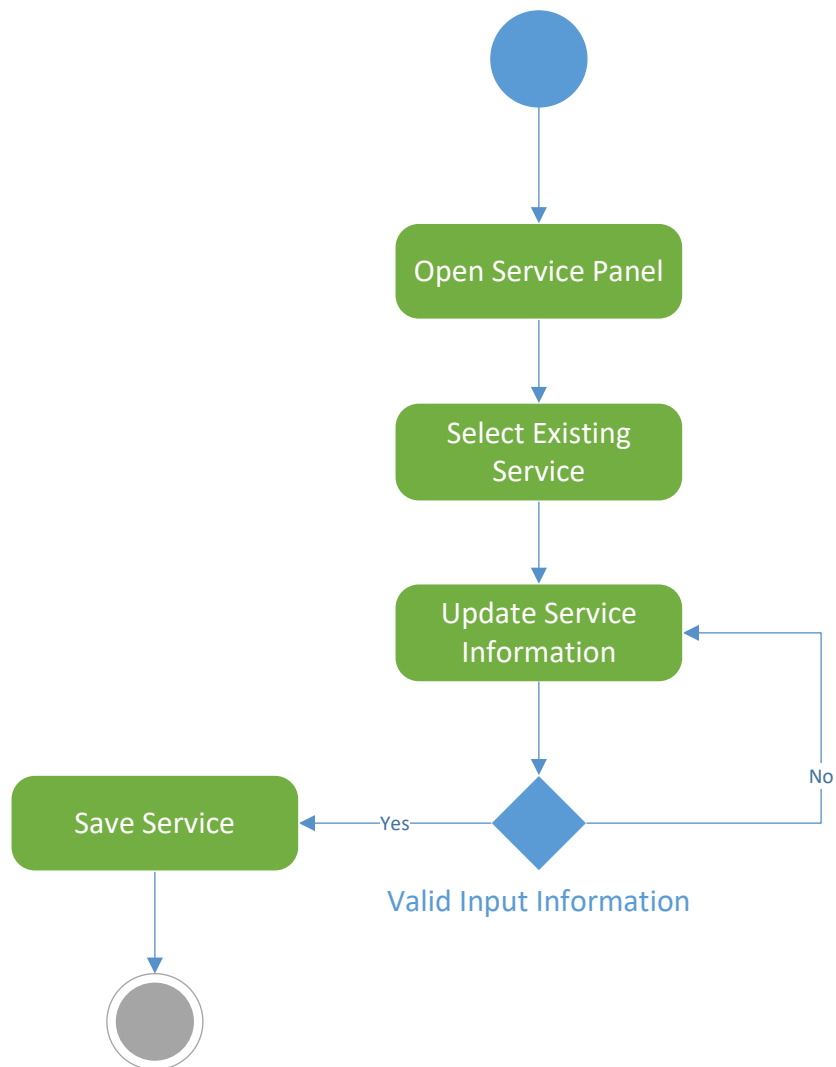 Open Service Panel
Select Existing
Service
Update Service
Information
No
Save Service
Yes
Valid Input Information